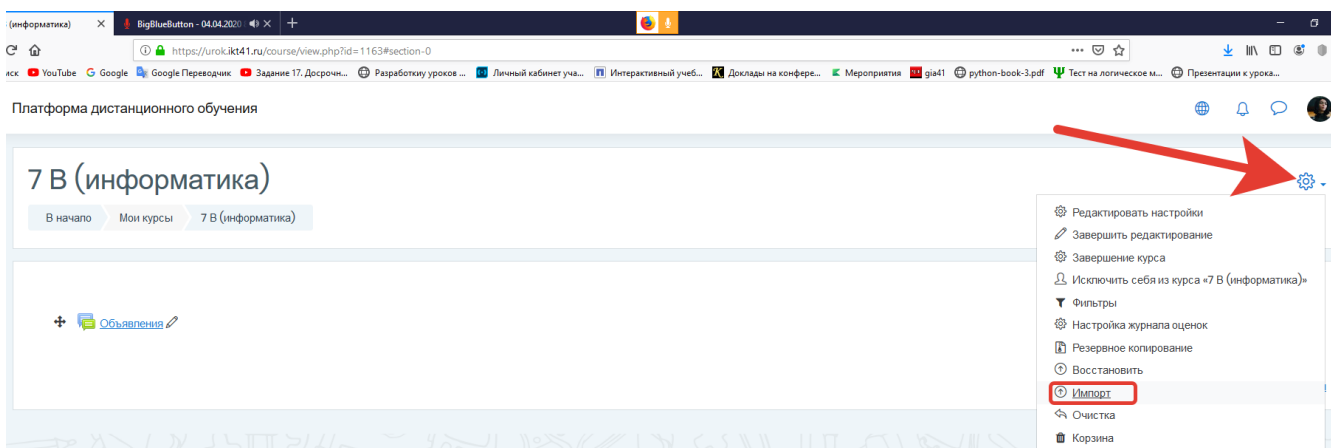 (информатика) BigBlueButton - 04.04.2020
https://urok.ikt41.ru/course/view.php?id=1163#section-0
иск YouTube Google Google Переводчик Задание 17. Досрочн... Разработкиу уроков ... Личный кабинет уча... Интерактивный учеб... Доклады на конфере... Мероприятия gia41 python-book-3.pdf Тест на логическое м... Презентации к урока...
Платформа дистанционного обучения
7 В (информатика)
В начало Мои курсы 7 В (информатика)
Редактировать настройки
Завершить редактирование
Завершение курса
Исключить себя из курса «7 В (информатика)»
Фильтры
Объявления
Настройка журнала оценок
Резервное копирование
Восстановить
Импорт
Очистка
Корзина